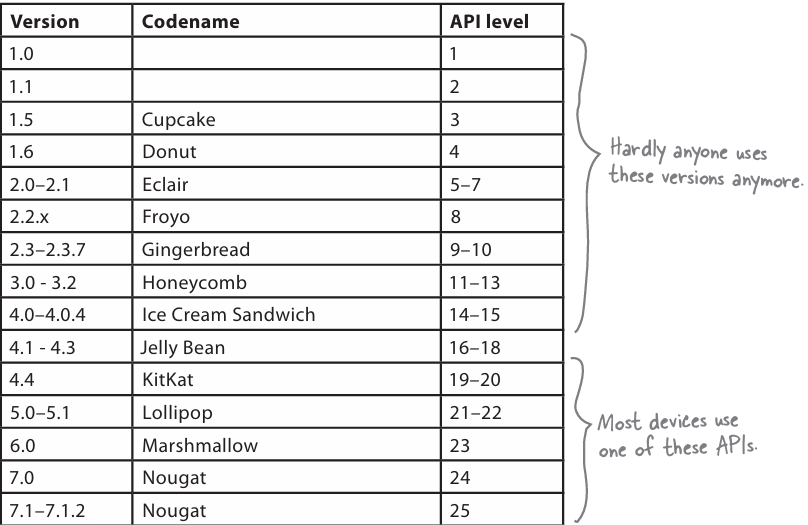 Version Codename API level
1.0 1
1.1 2
1.5 Cupcake 3
1.6 Donut 4
2.0–2.1 Eclair 5–7
2.2.x Froyo 8
2.3–2.3.7 Gingerbread 9–10
3.0 - 3.2 Honeycomb 11–13
4.0–4.0.4 Ice Cream Sandwich 14–15
4.1 - 4.3 Jelly Bean 16–18
4.4 KitKat 19–20
5.0–5.1 Lollipop 21–22
6.0 Marshmallow 23
7.0 Nougat 24
7.1–7.1.2 Nougat 25
Hardly anyone uses
these versions anymore.
Most devices use
one of these APIs.